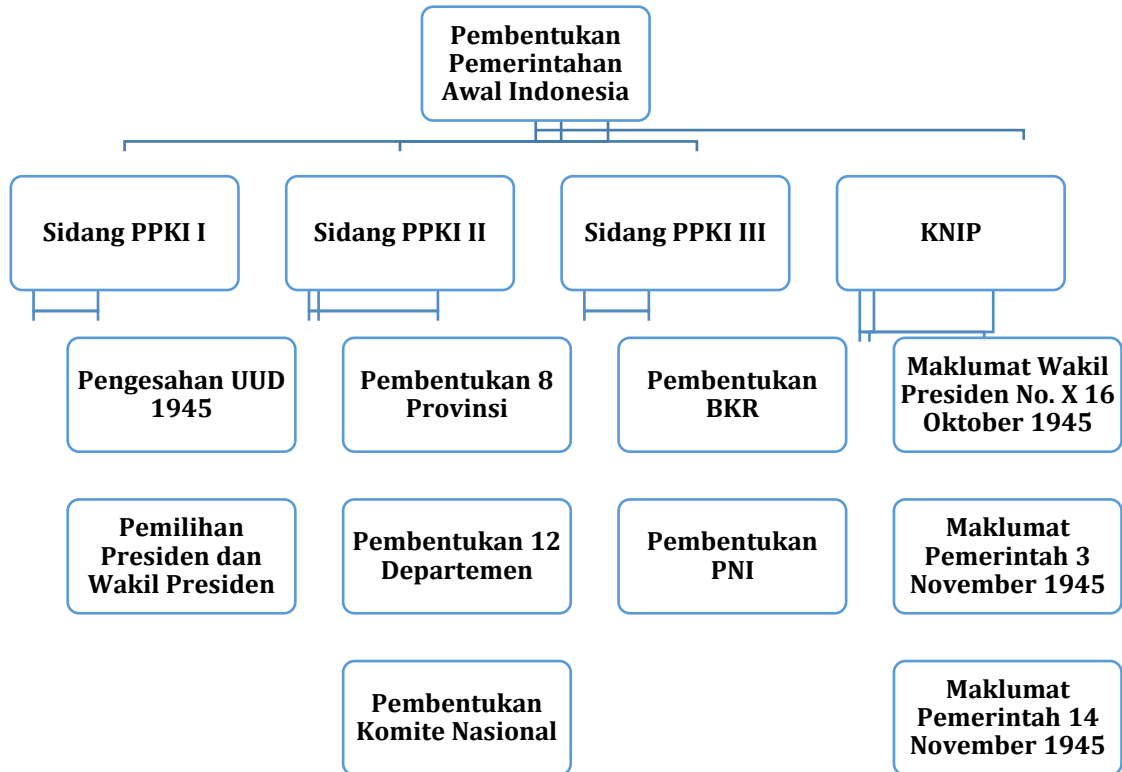 Pembentukan
Pemerintahan
Awal Indonesia
Sidang PPKI I
Sidang PPKI II
Sidang PPKI III
KNIP
Pengesahan UUD
1945
Pembentukan 8
Provinsi
Pembentukan
BKR
Maklumat Wakil
Presiden No. X 16
Oktober 1945
Pemilihan
Presiden dan
Wakil Presiden
Pembentukan 12
Departemen
Pembentukan
PNI
Maklumat
Pemerintah 3
November 1945
Pembentukan
Komite Nasional
Maklumat
Pemerintah 14
November 1945